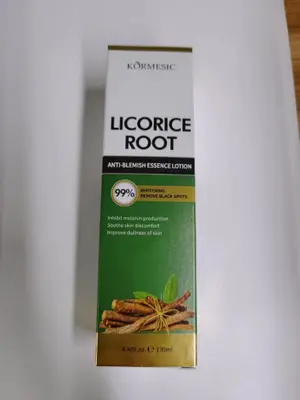 KORMESIC
LICORICE
ROOT
ANTI-BLEMISH ESSENCE LOTION
99%
WHITENING
REMOVE BLACK SPOTS
Inhibit melanin production
Soothe skin discomfort
Improve dullness of skin
130ml